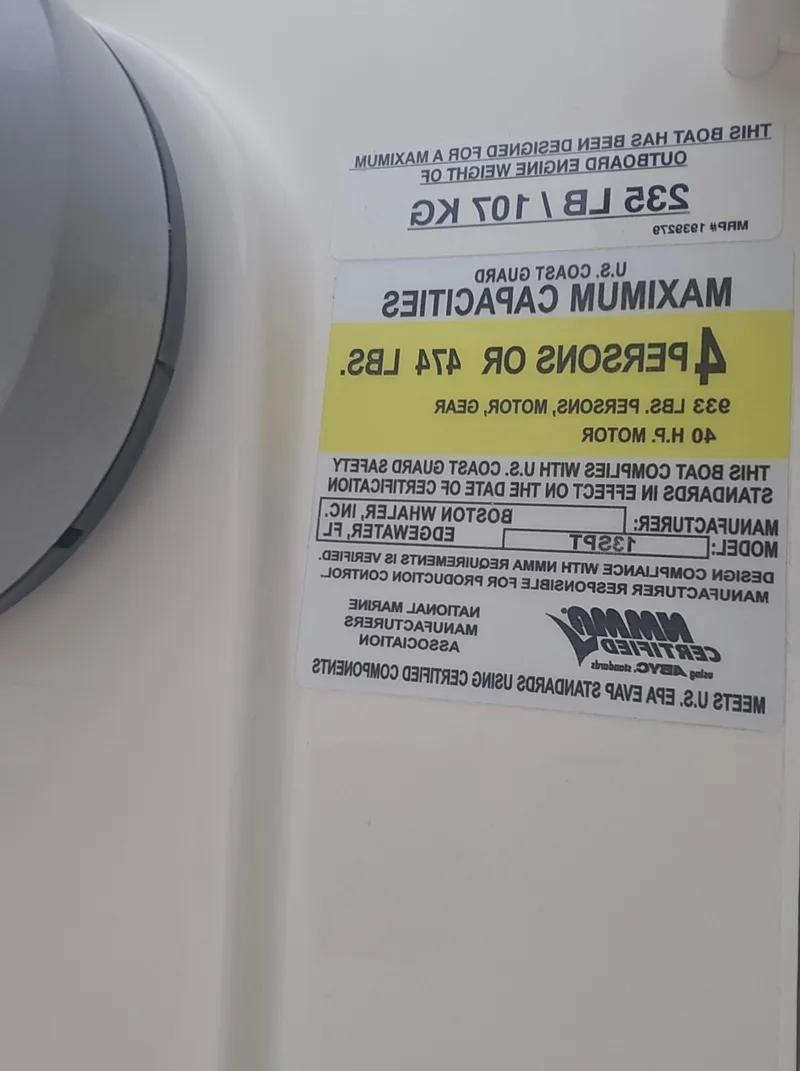 THIS BOAT HAS BEEN DESIGNED FOR A MAXIMUM
OUTBOARD ENGINE WEIGHT OF
235 LB / 107 KG
MRP# 1939279
U.S. COAST GUARD
MAXIMUM CAPACITIES
4 PERSONS OR 474 LBS.
933 LBS. PERSONS, MOTOR, GEAR
40 H.P. MOTOR
THIS BOAT COMPLIES WITH U.S. COAST GUARD SAFETY
STANDARDS IN EFFECT ON THE DATE OF CERTIFICATION
MANUFACTURER: BOSTON WHALER, INC.
EDGEWATER, FL
MODEL: 13SPT
DESIGN COMPLIANCE WITH NMMA REQUIREMENTS IS VERIFIED.
MANUFACTURER RESPONSIBLE FOR PRODUCTION CONTROL.
NMMA
CERTIFIED
using ABYC. standards
NATIONAL MARINE
MANUFACTURERS
ASSOCIATION
MEETS U.S. EPA EVAP STANDARDS USING CERTIFIED COMPONENTS